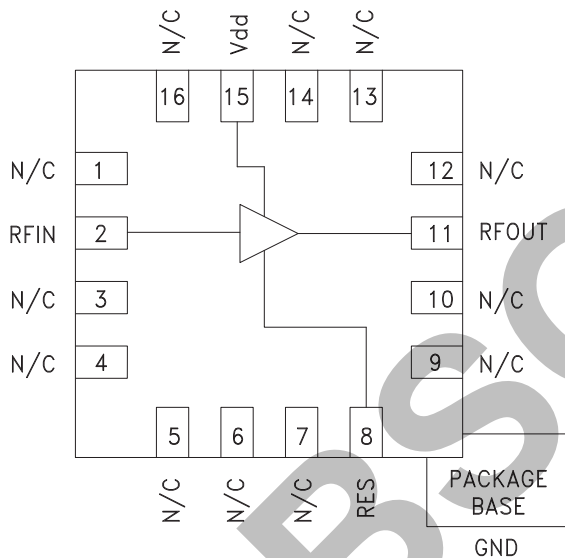 N/C Vdd N/C N/C
16 15 14 13
N/C 1 12 N/C
RFIN 2 11 RFOUT
N/C 3 10 N/C
N/C 4 9 N/C
5 6 7 8
N/C N/C N/C RES
PACKAGE
BASE
GND
BSO